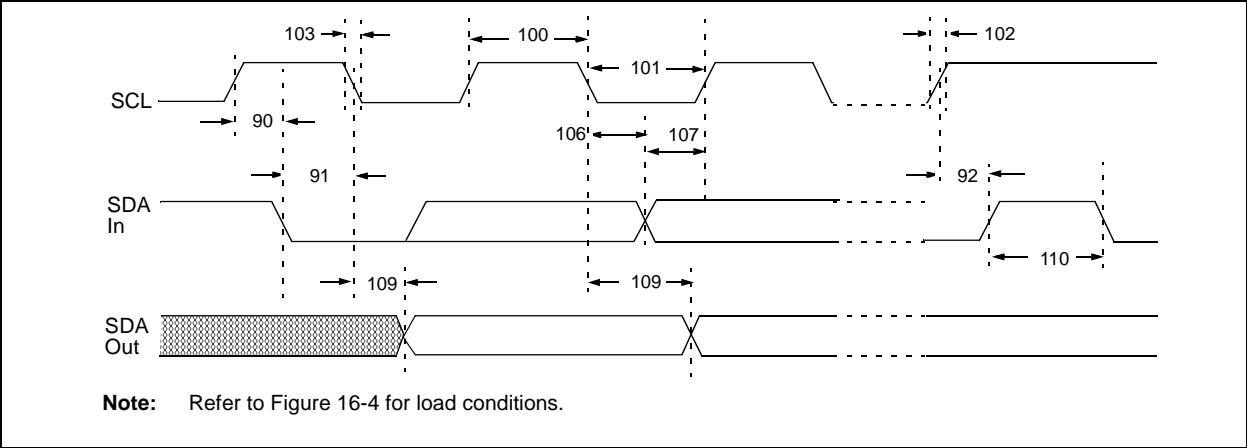 103
100
102
101
SCL
90
106
107
91
92
SDA
In
110
109
109
SDA
Out
Note: Refer to Figure 16-4 for load conditions.